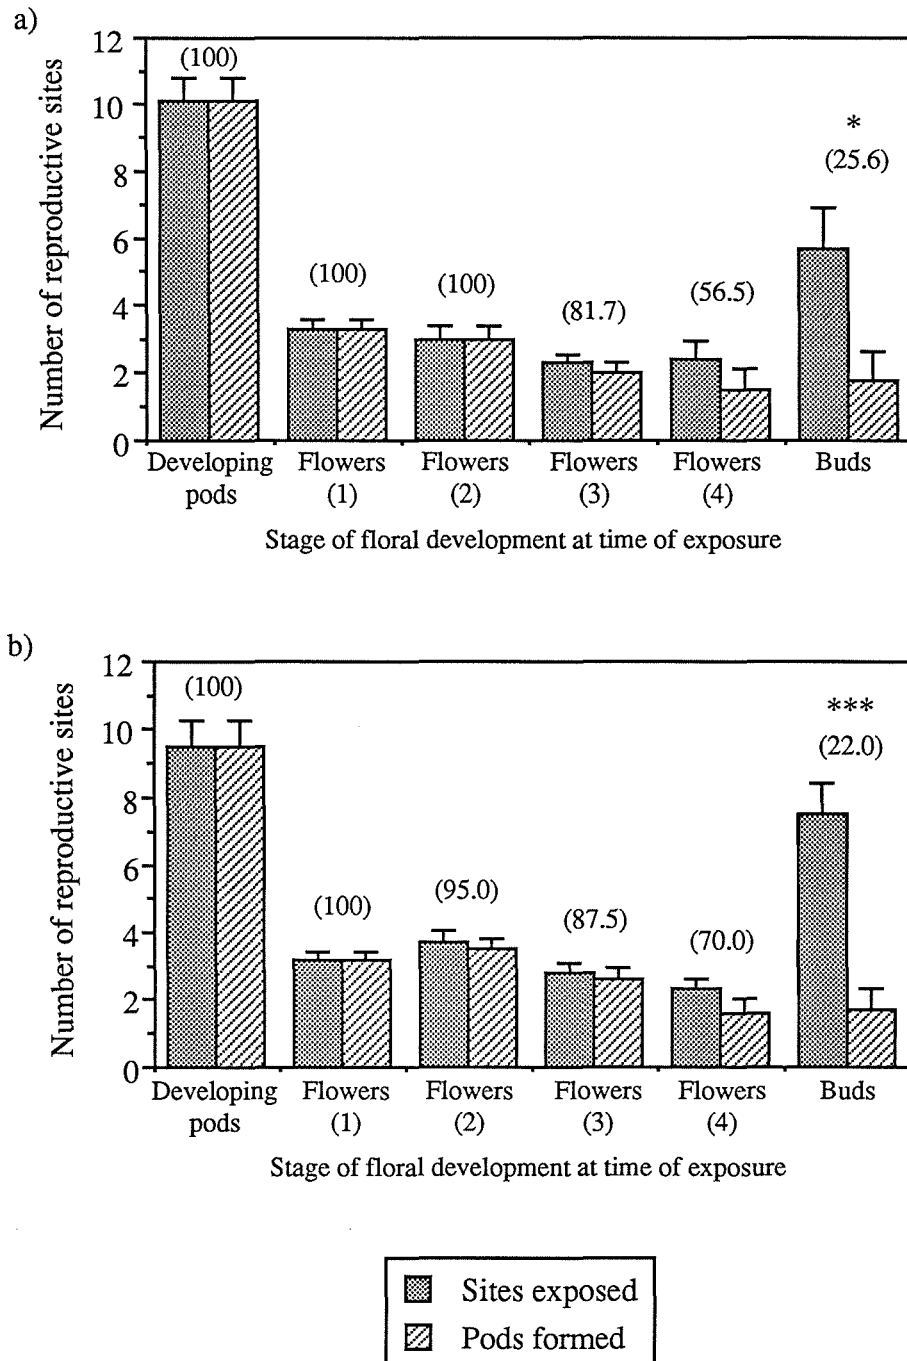 a)
Number of reproductive sites
12
10
8
6
4
2
0
(100)
(100)
(100)
(81.7)
(56.5)
*
(25.6)
Developing pods
Flowers (1)
Flowers (2)
Flowers (3)
Flowers (4)
Buds
Stage of floral development at time of exposure
b)
Number of reproductive sites
12
10
8
6
4
2
0
(100)
(100)
(95.0)
(87.5)
(70.0)
***
(22.0)
Developing pods
Flowers (1)
Flowers (2)
Flowers (3)
Flowers (4)
Buds
Stage of floral development at time of exposure
Sites exposed
Pods formed